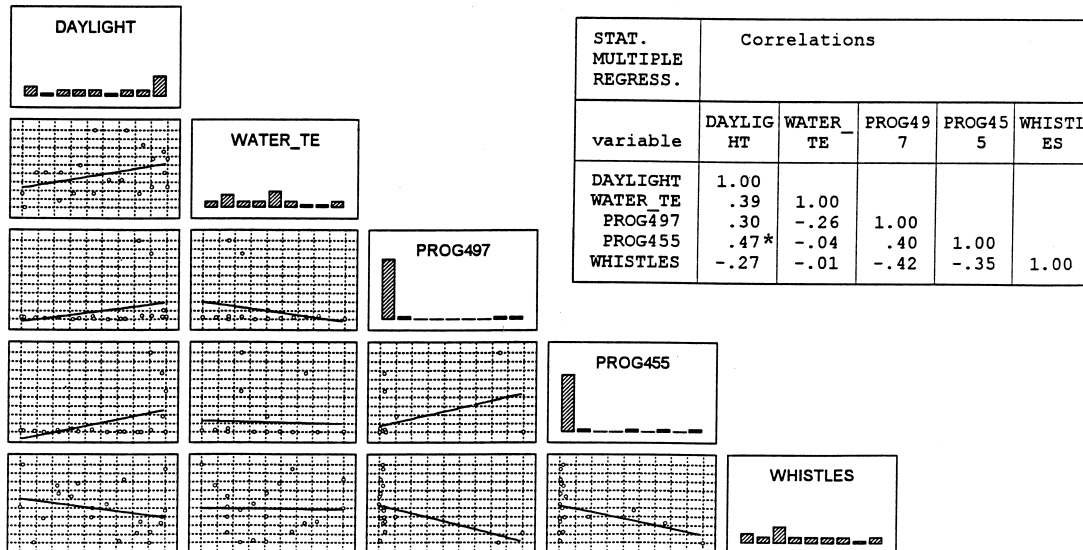 DAYLIGHT
WATER_TE
PROG497
PROG455
WHISTLES
STAT. MULTIPLE REGRESS. Correlations
variable DAYLIG HT WATER_ TE PROG49 7 PROG45 5 WHISTL ES
DAYLIGHT 1.00
WATER_TE .39 1.00
PROG497 .30 -.26 1.00
PROG455 .47* -.04 .40 1.00
WHISTLES -.27 -.01 -.42 -.35 1.00